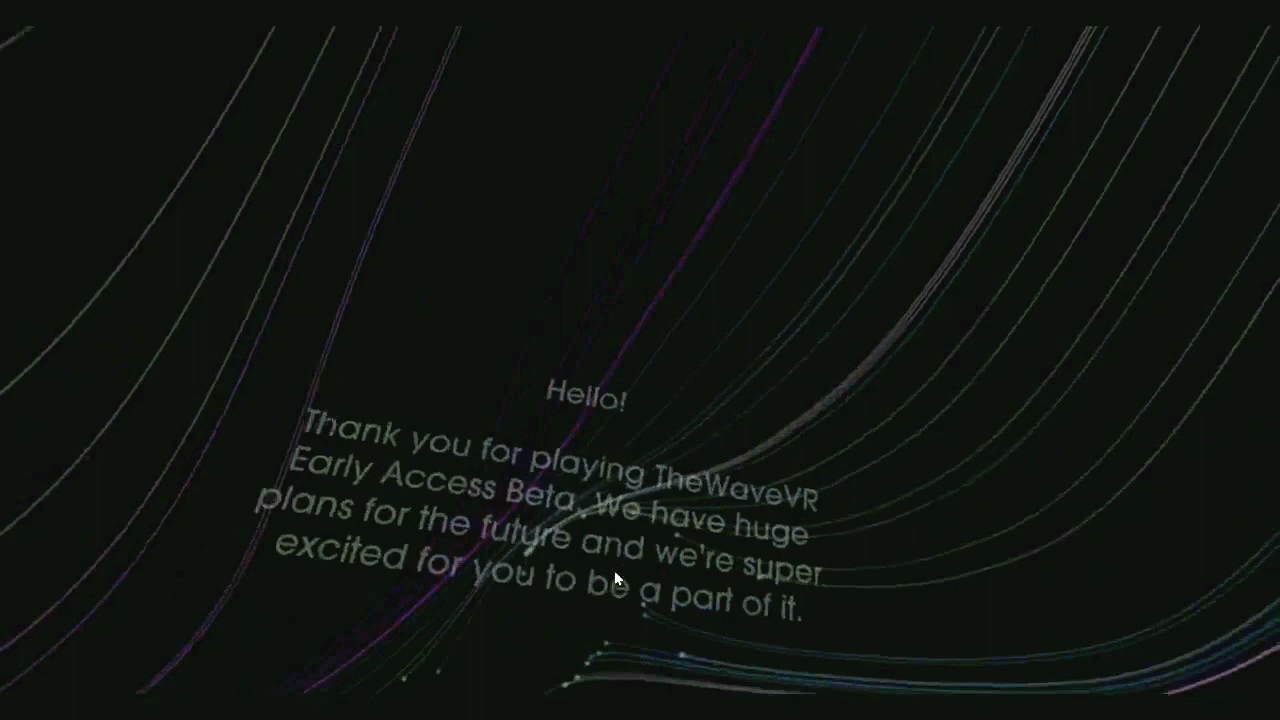 Hello!
Thank you for playing TheWaveVR
Early Access Beta. We have huge
plans for the future and we're super
excited for you to be a part of it.